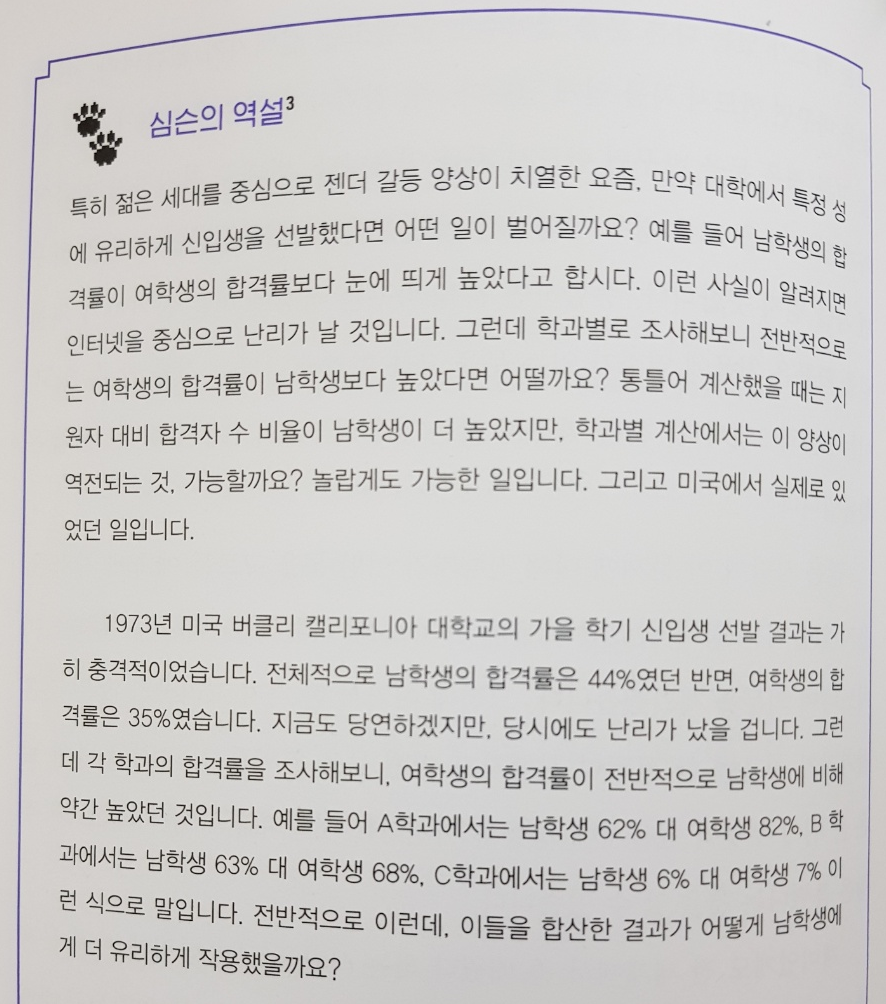 심슨의 역설3
특히 젊은 세대를 중심으로 젠더 갈등 양상이 치열한 요즘, 만약 대학에서 특정 성
에 유리하게 신입생을 선발했다면 어떤 일이 벌어질까요? 예를 들어 남학생의 합
격률이 여학생의 합격률보다 눈에 띄게 높았다고 합시다. 이런 사실이 알려지면
인터넷을 중심으로 난리가 날 것입니다. 그런데 학과별로 조사해보니 전반적으로
는 여학생의 합격률이 남학생보다 높았다면 어떨까요? 통틀어 계산했을 때는 지
원자 대비 합격자 수 비율이 남학생이 더 높았지만, 학과별 계산에서는 이 양상이
역전되는 것, 가능할까요? 놀랍게도 가능한 일입니다. 그리고 미국에서 실제로 있
었던 일입니다.
1973년 미국 버클리 캘리포니아 대학교의 가을 학기 신입생 선발 결과는 가
히 충격적이었습니다. 전체적으로 남학생의 합격률은 44%였던 반면, 여학생의 합
격률은 35%였습니다. 지금도 당연하겠지만, 당시에도 난리가 났을 겁니다. 그런
데 각 학과의 합격률을 조사해보니, 여학생의 합격률이 전반적으로 남학생에 비해
약간 높았던 것입니다. 예를 들어 A학과에서는 남학생 62% 대 여학생 82%, B 학
과에서는 남학생 63% 대 여학생 68%, C학과에서는 남학생 6% 대 여학생 7% 이
런 식으로 말입니다. 전반적으로 이런데, 이들을 합산한 결과가 어떻게 남학생에
게 더 유리하게 작용했을까요?